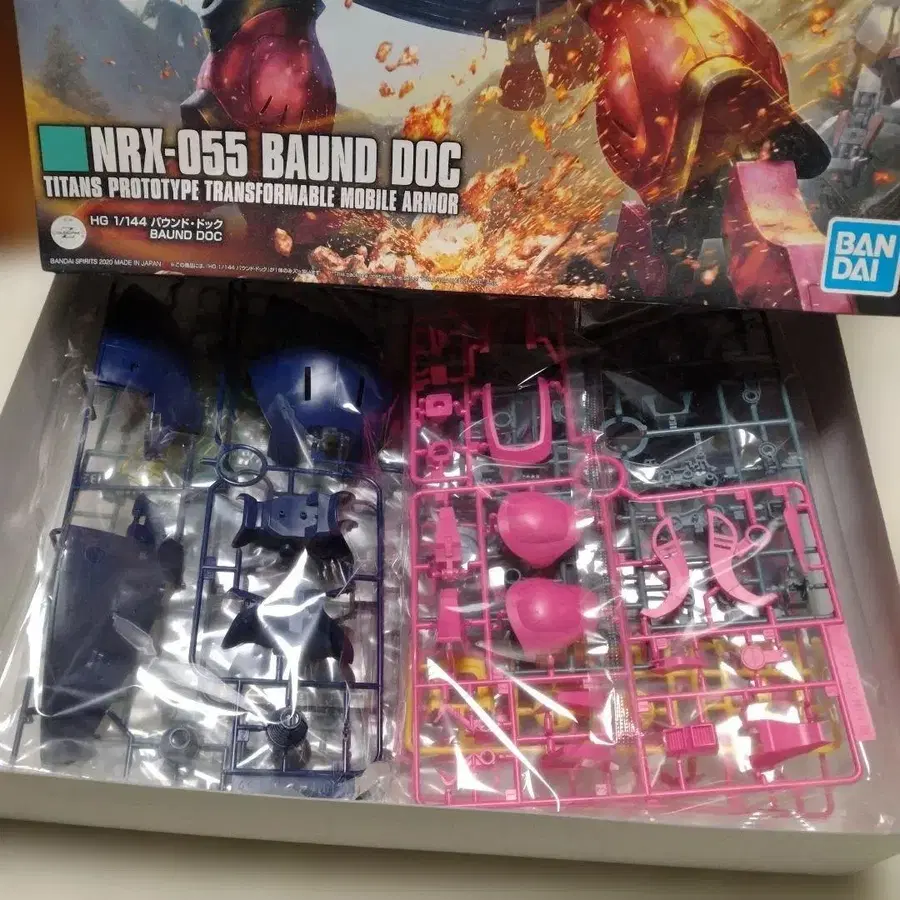 NRX-055 BAUND DOC
TITANS PROTOTYPE TRANSFORMABLE MOBILE ARMOR
HG 1/144 バウンド・ドック
BAUND DOC
BANDAI SPIRITS 2020 MADE IN JAPAN
BAN
DAI